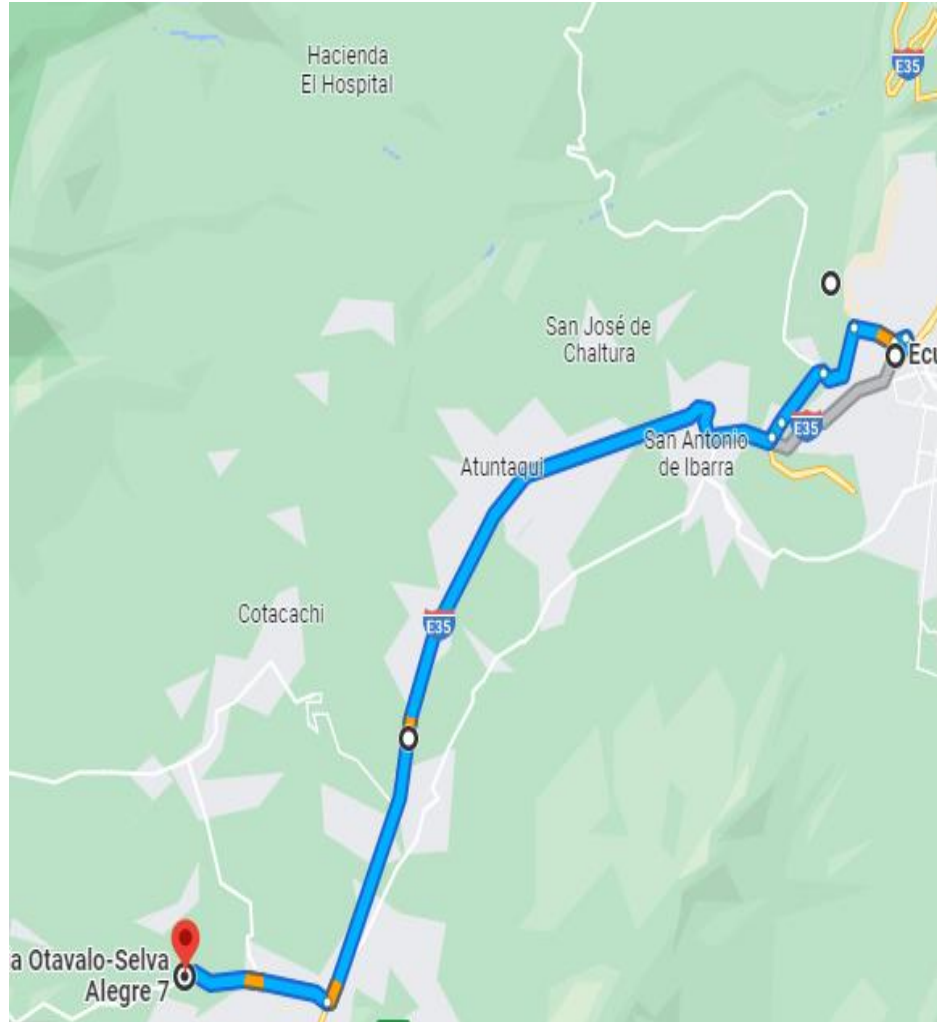 Hacienda
El Hospital
E35
San José de
Chaltura
Ecu
E35
San Antonio
de Ibarra
Atuntaqui
Cotacachi
E35
a Otavalo-Selva
Alegre 7